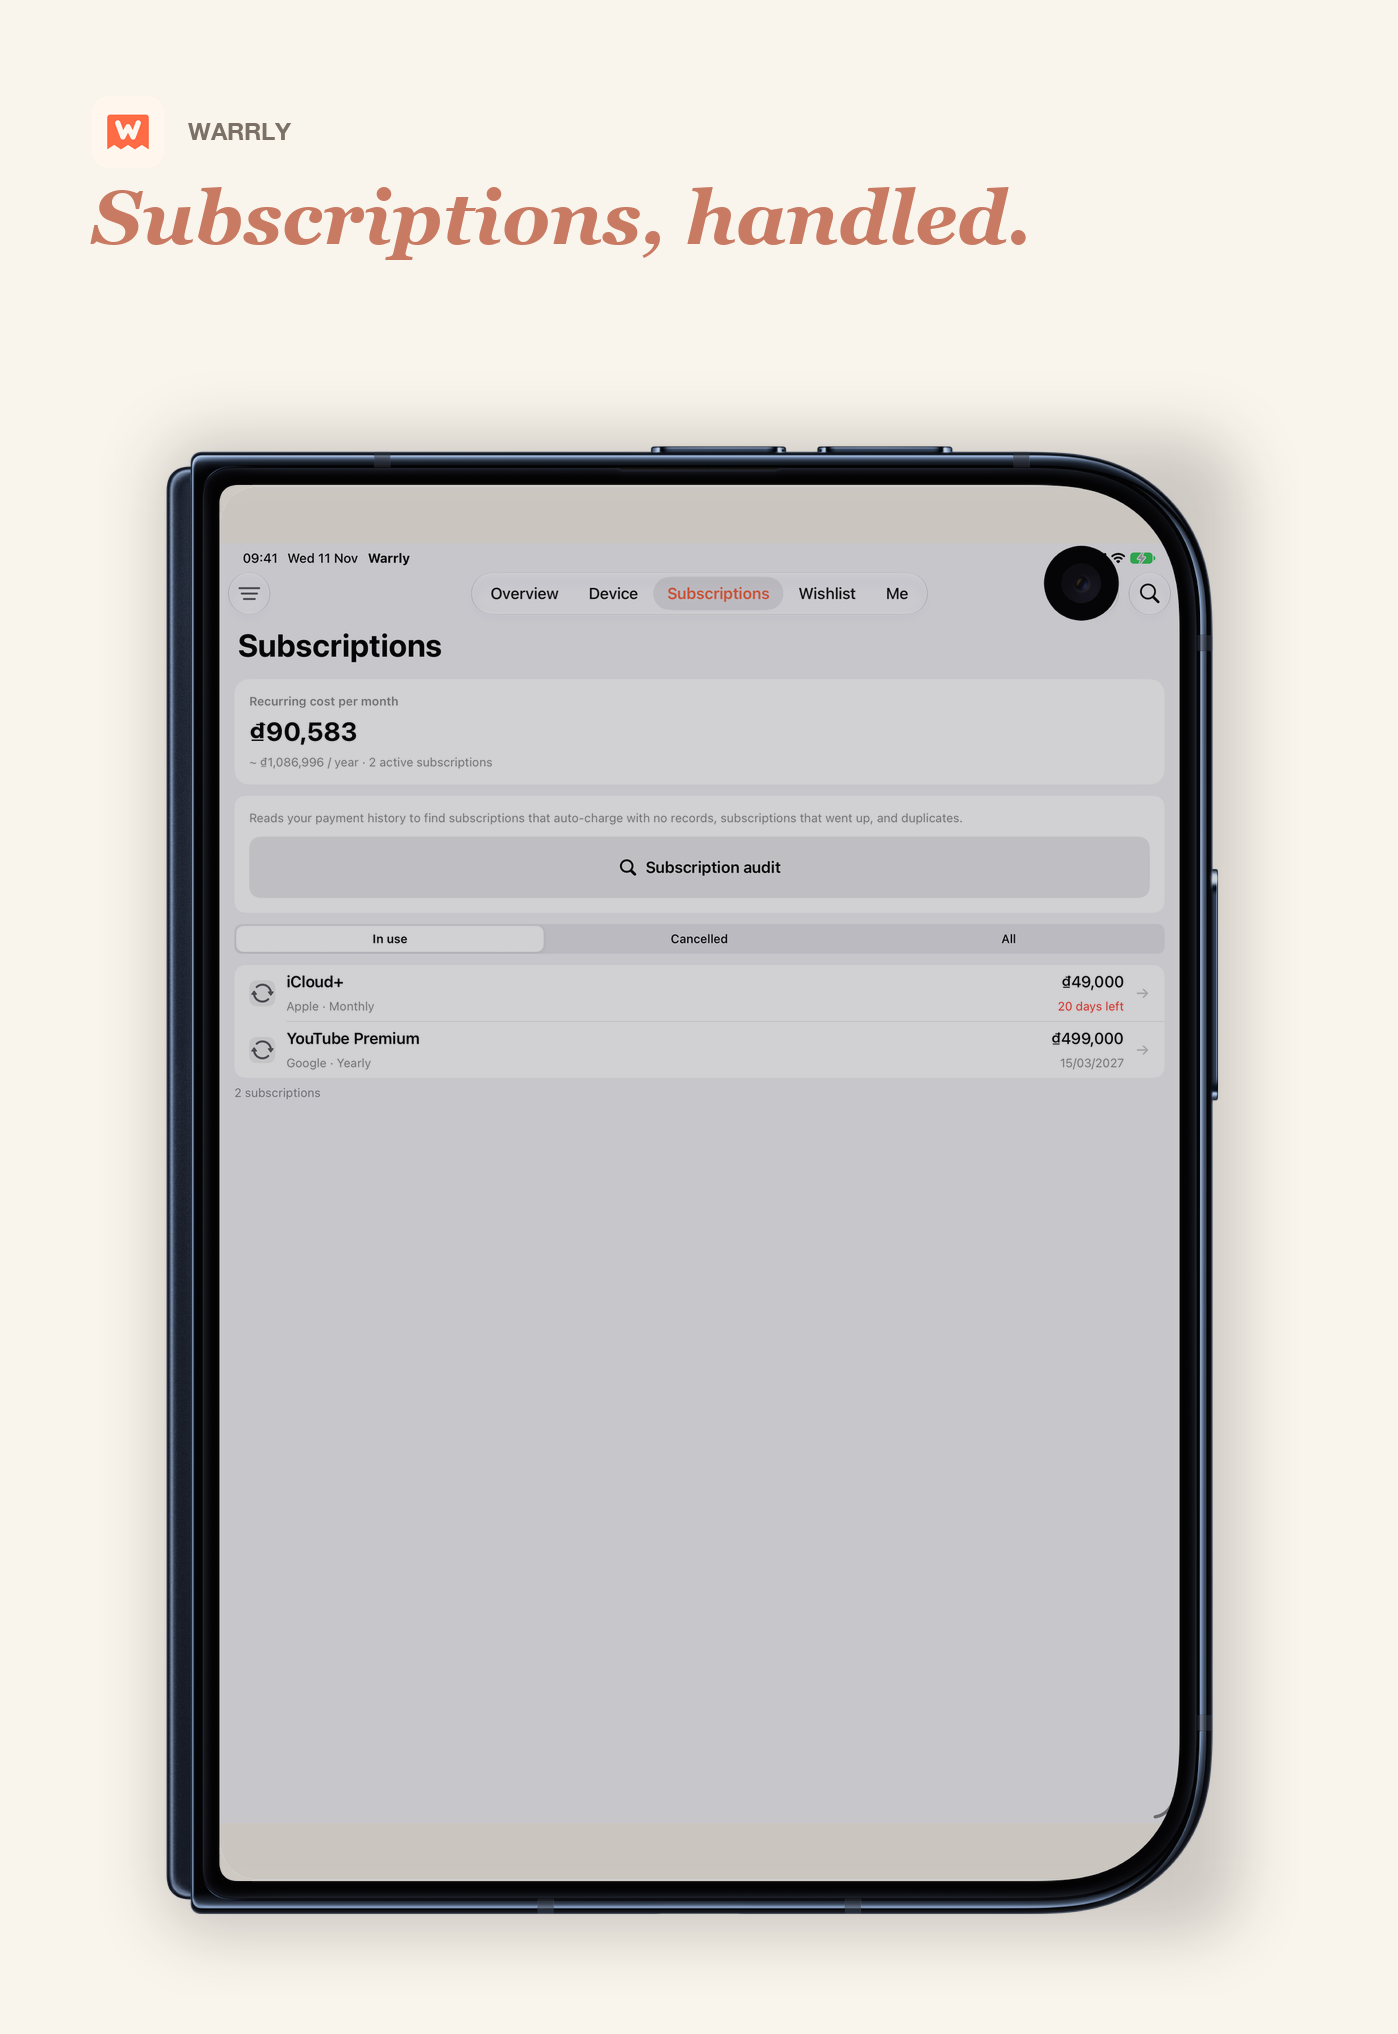 WARRLY
Subscriptions, handled.
09:41 Wed 11 Nov Warrly
Overview Device Subscriptions Wishlist Me
Subscriptions
Recurring cost per month
₫90,583
~ ₫1,086,996 / year · 2 active subscriptions
Reads your payment history to find subscriptions that auto-charge with no records, subscriptions that went up, and duplicates.
Subscription audit
In use Cancelled All
iCloud+ ₫49,000
Apple · Monthly 20 days left
YouTube Premium ₫499,000
Google · Yearly 15/03/2027
2 subscriptions